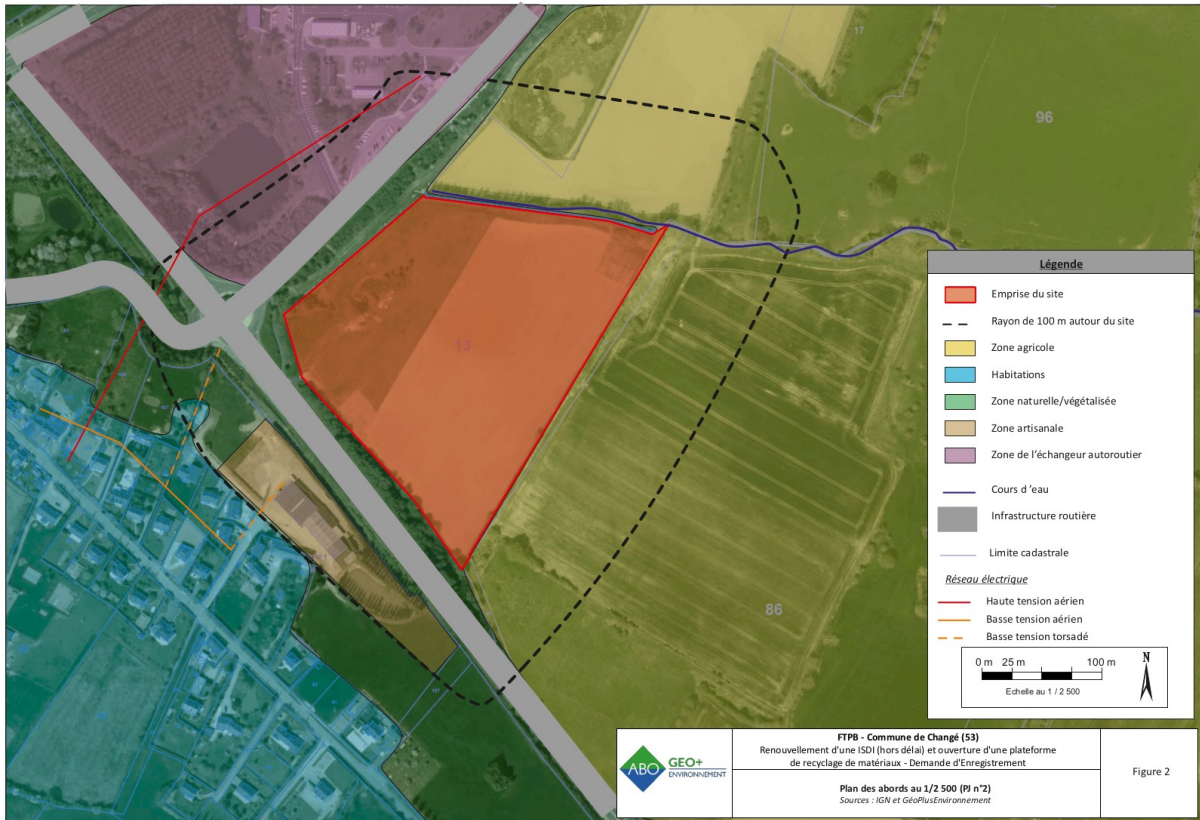 17
96
13
86
Légende
Emprise du site
Rayon de 100 m autour du site
Zone agricole
Habitations
Zone naturelle/végétalisée
Zone artisanale
Zone de l'échangeur autoroutier
Cours d 'eau
Infrastructure routière
Limite cadastrale
Réseau électrique
Haute tension aérien
Basse tension aérien
Basse tension torsadé
0 m 25 m 100 m
N
Echelle au 1 / 2 500
ABO GEO+
ENVIRONNEMENT
FTPB - Commune de Changé (53)
Renouvellement d'une ISDI (hors délai) et ouverture d'une plateforme
de recyclage de matériaux - Demande d'Enregistrement
Plan des abords au 1/2 500 (PJ n°2)
Sources : IGN et GéoPlusEnvironnement
Figure 2